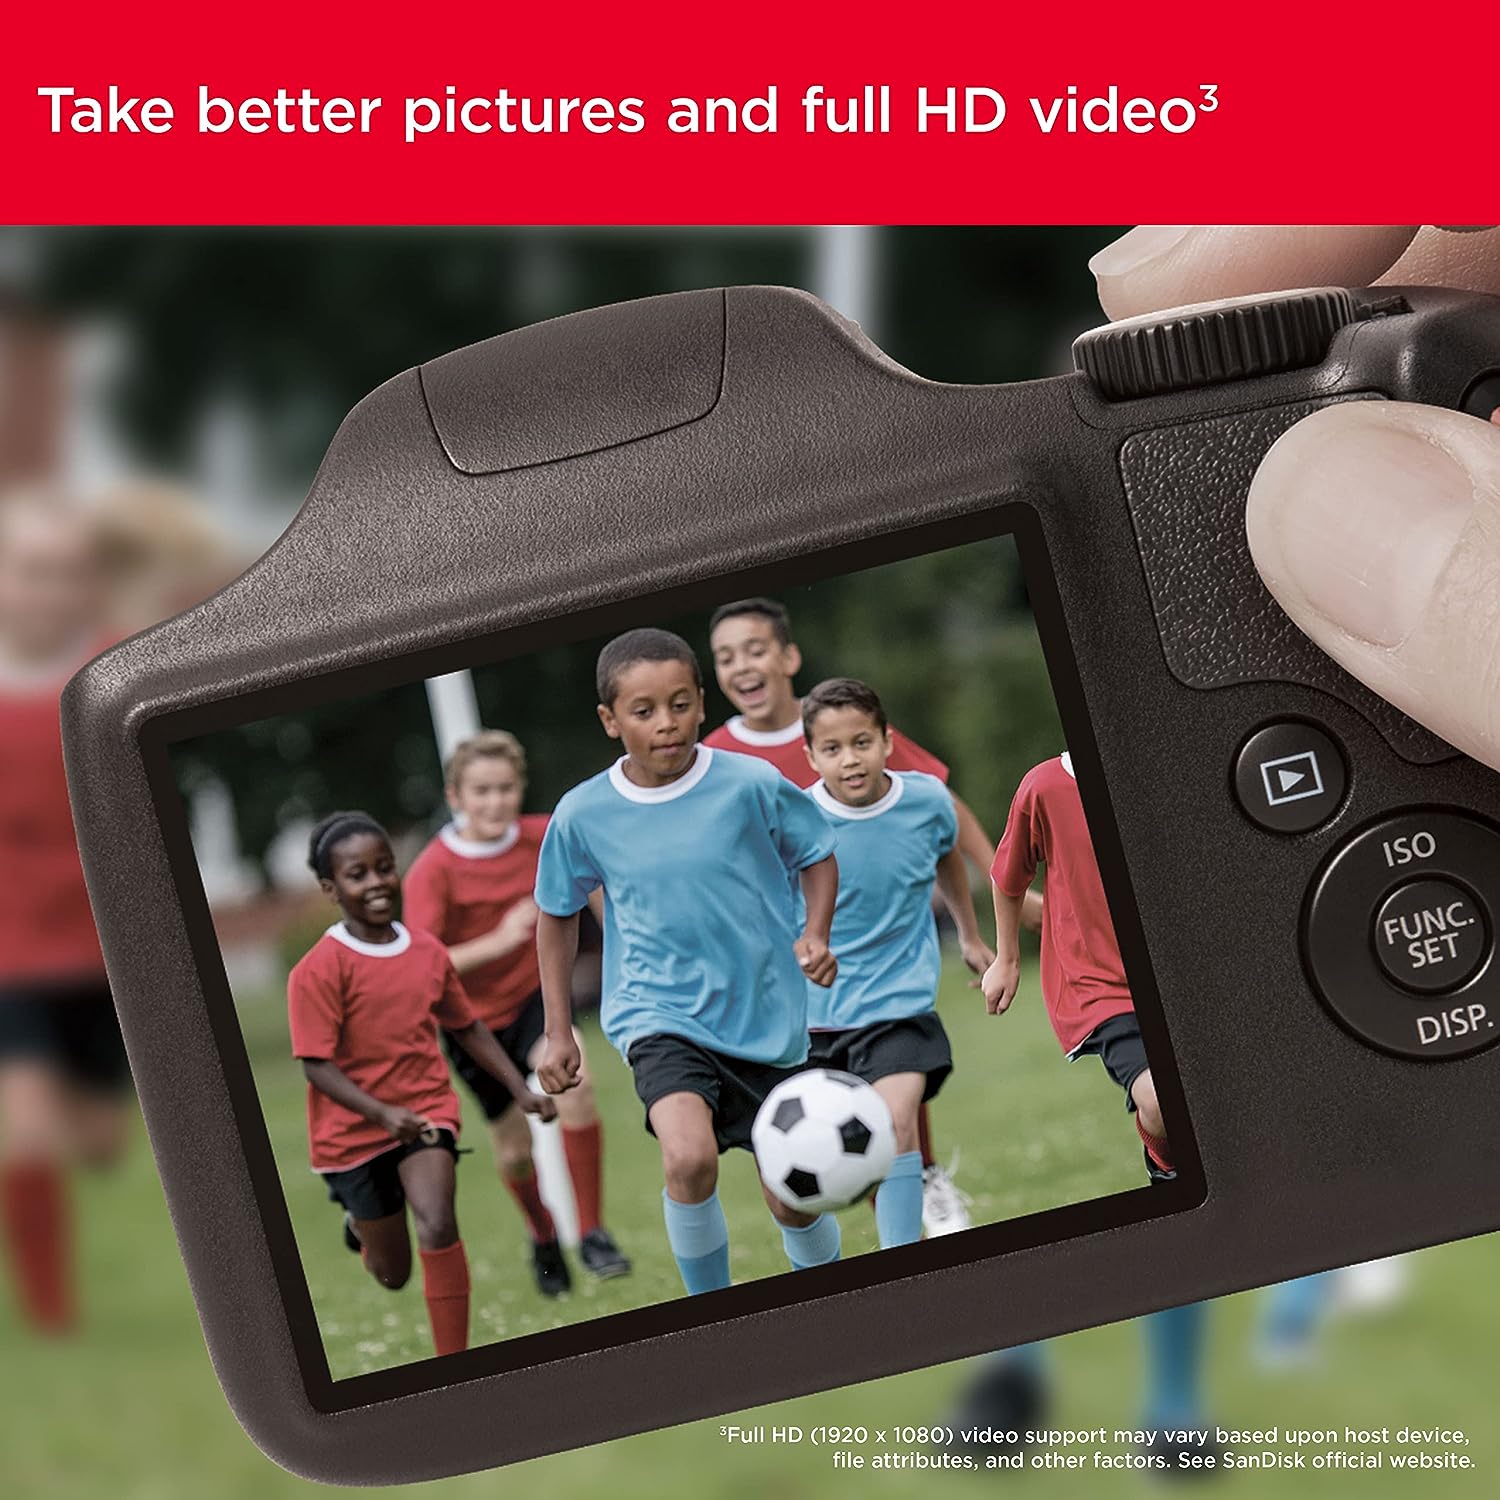 Take better pictures and full HD video³
ISO
FUNC.
SET
DISP.
³Full HD (1920 x 1080) video support may vary based upon host device,
file attributes, and other factors. See SanDisk official website.